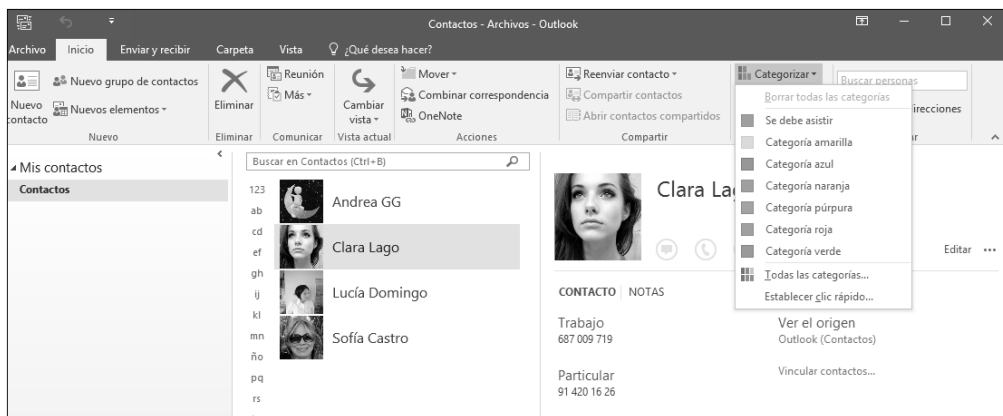 Contactos - Archivos - Outlook
Archivo Inicio Enviar y recibir Carpeta Vista ¿Qué desea hacer?
Nuevo contacto
Nuevo grupo de contactos
Nuevos elementos
Nuevo
Eliminar
Eliminar
Reunión
Más
Comunicar
Cambiar vista
Vista actual
Mover
Combinar correspondencia
OneNote
Acciones
Reenviar contacto
Compartir contactos
Abrir contactos compartidos
Compartir
Categorizar
Buscar personas
Borrar todas las categorías
Se debe asistir
Categoría amarilla
Categoría azul
Categoría naranja
Categoría púrpura
Categoría roja
Categoría verde
Todas las categorías...
Establecer clic rápido...
Mis contactos
Contactos
Buscar en Contactos (Ctrl+B)
123
ab
cd
ef
gh
ij
kl
mn
ño
pq
rs
Andrea GG
Clara Lago
Lucía Domingo
Sofía Castro
Clara La
Editar
CONTACTO NOTAS
Trabajo
687 009 719
Particular
91 420 16 26
Ver el origen
Outlook (Contactos)
Vincular contactos...